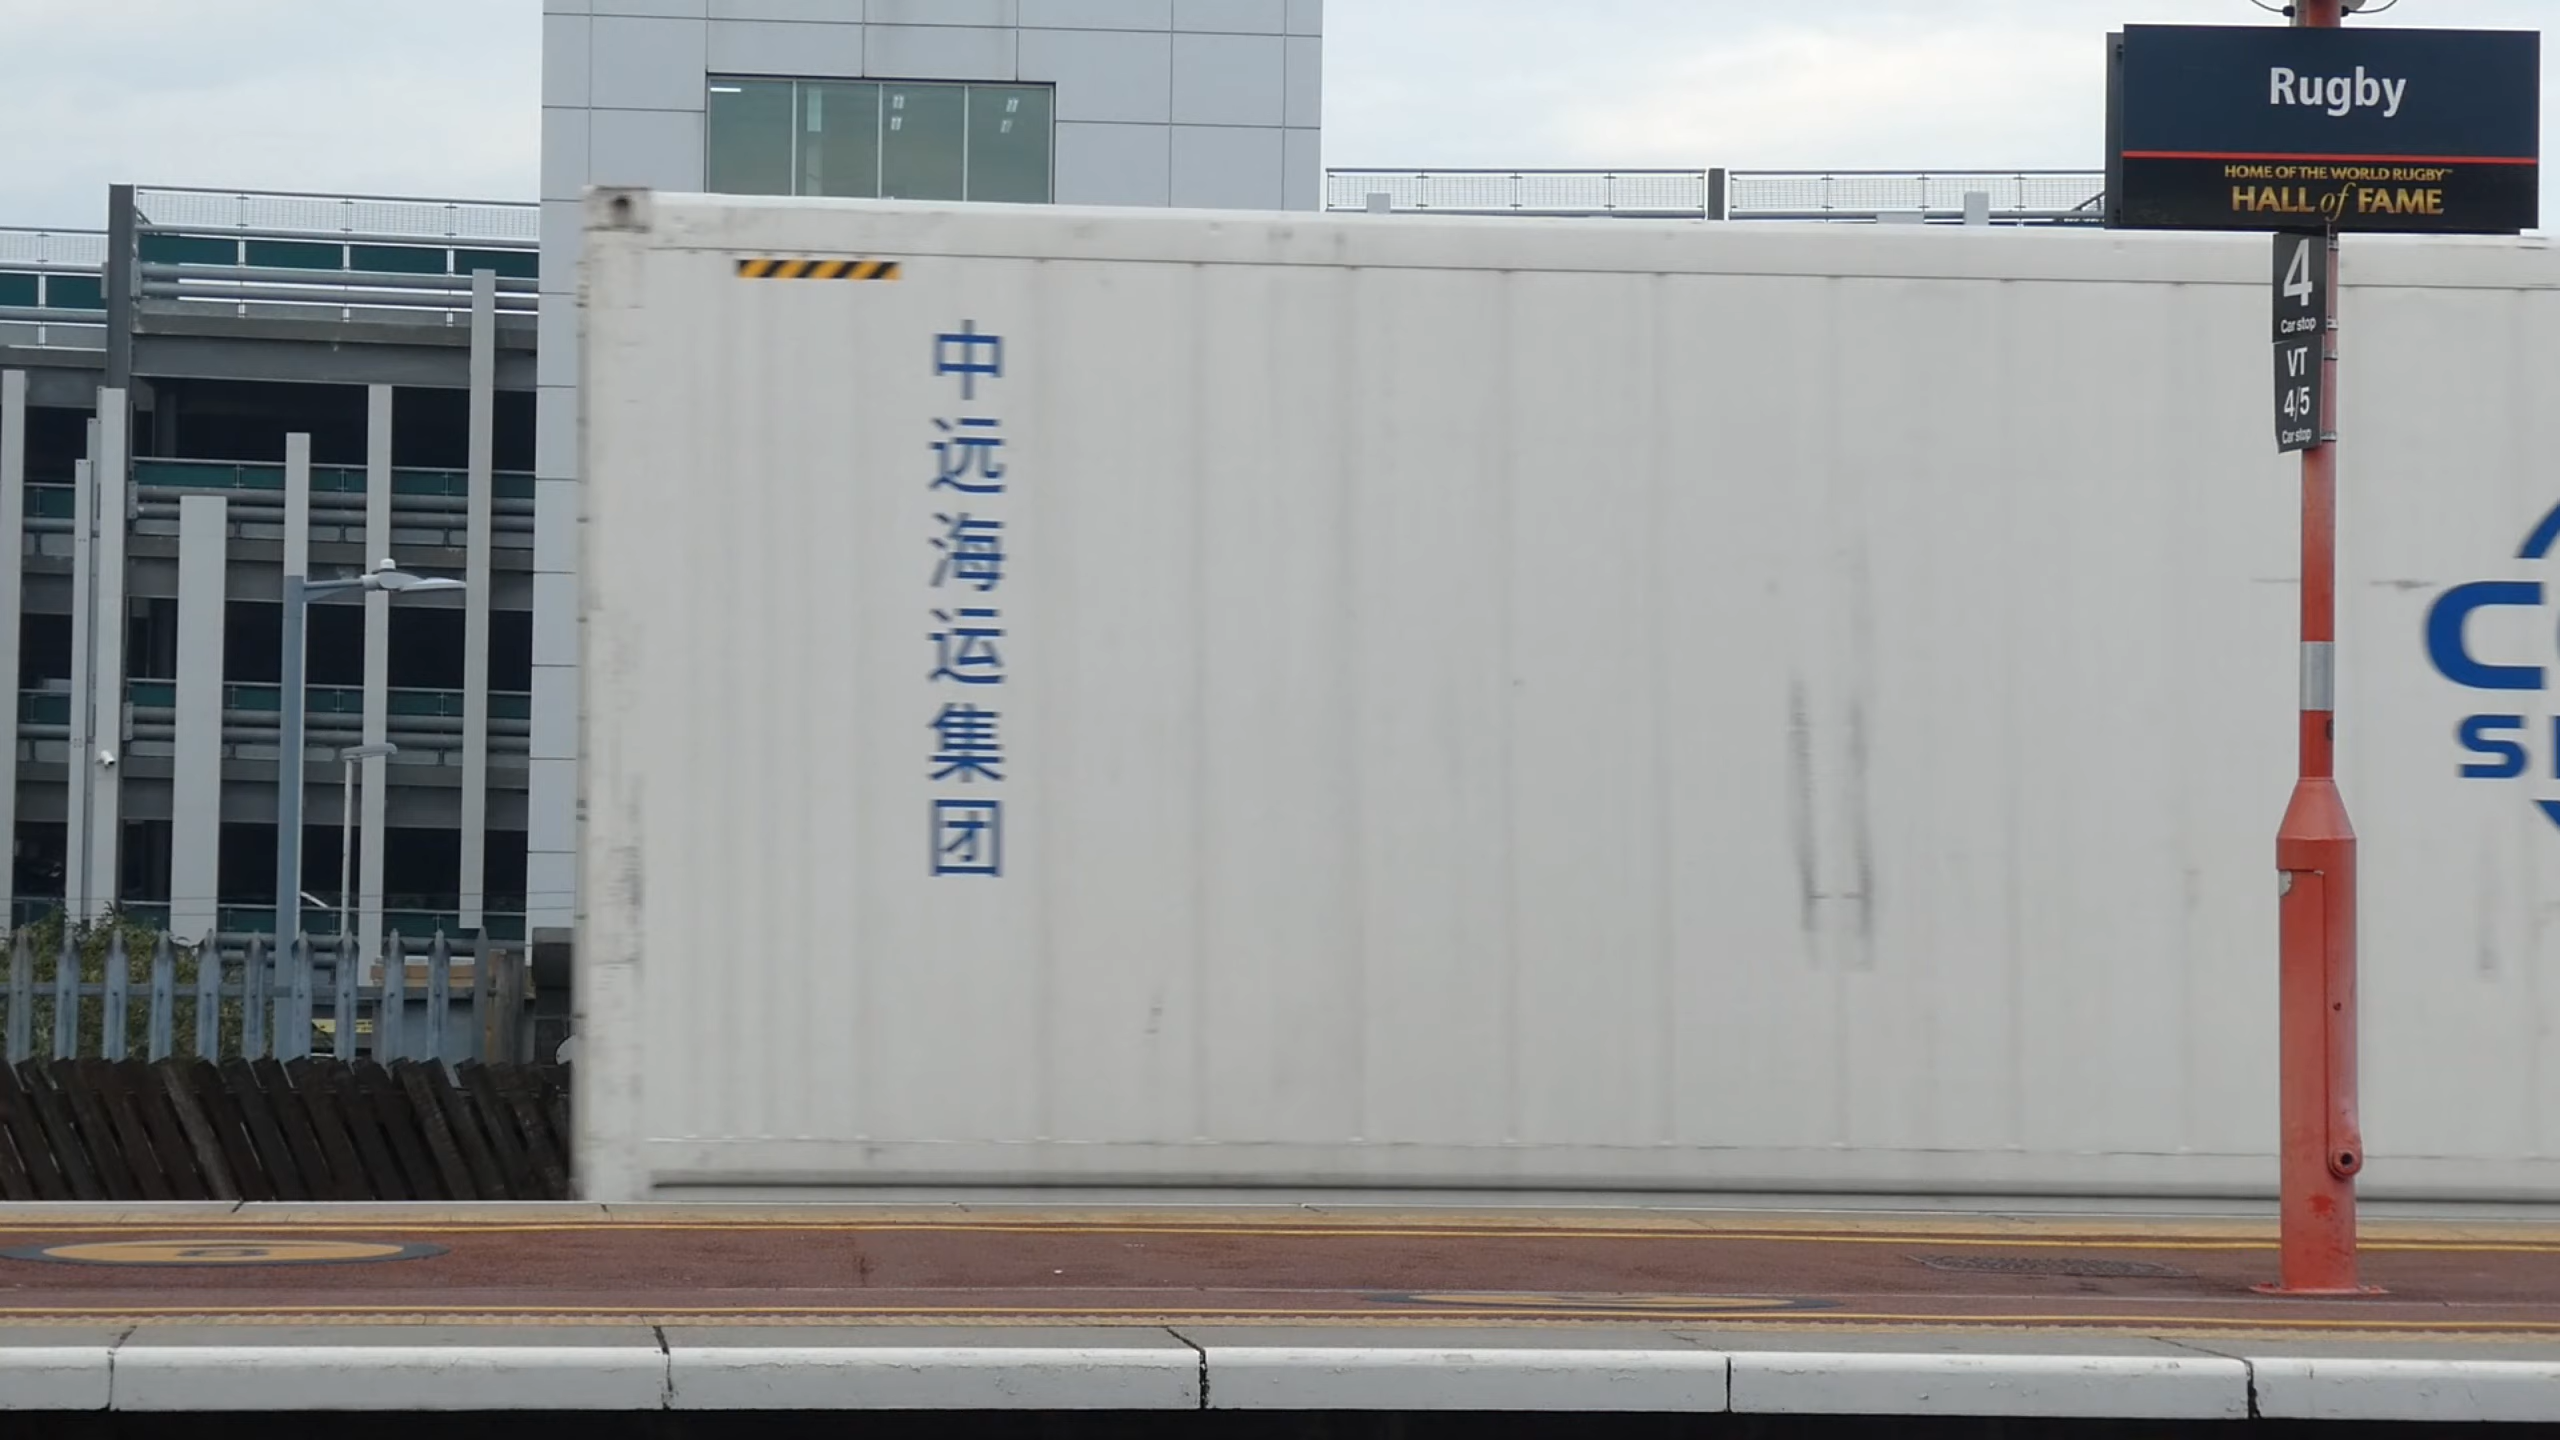 中远海运集团
Rugby
HOME OF THE WORLD RUGBY™
HALL of FAME
4
Car stop
VT
4/5
Car stop